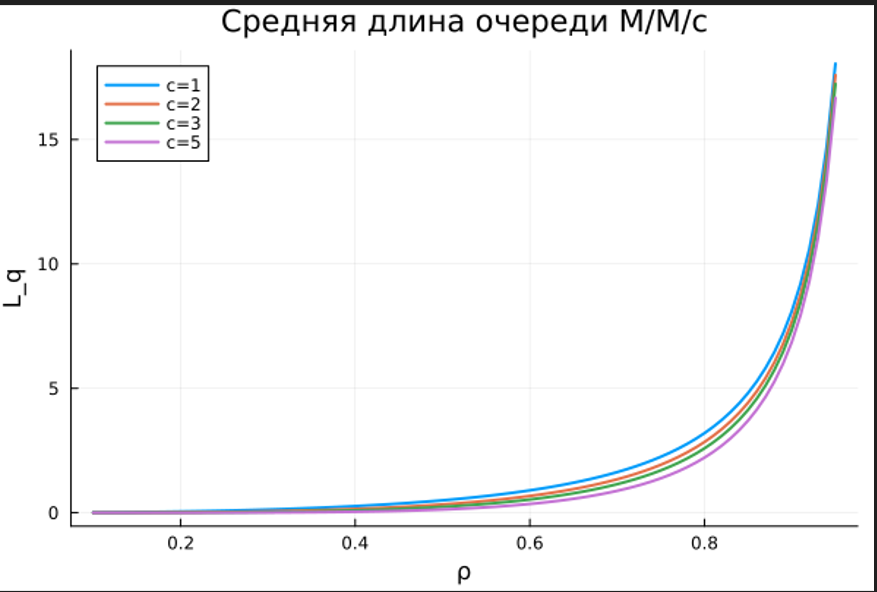 Средняя длина очереди M/M/c
c=1
c=2
c=3
c=5
15
10
5
0
L_q
0.2 0.4 0.6 0.8
ρ